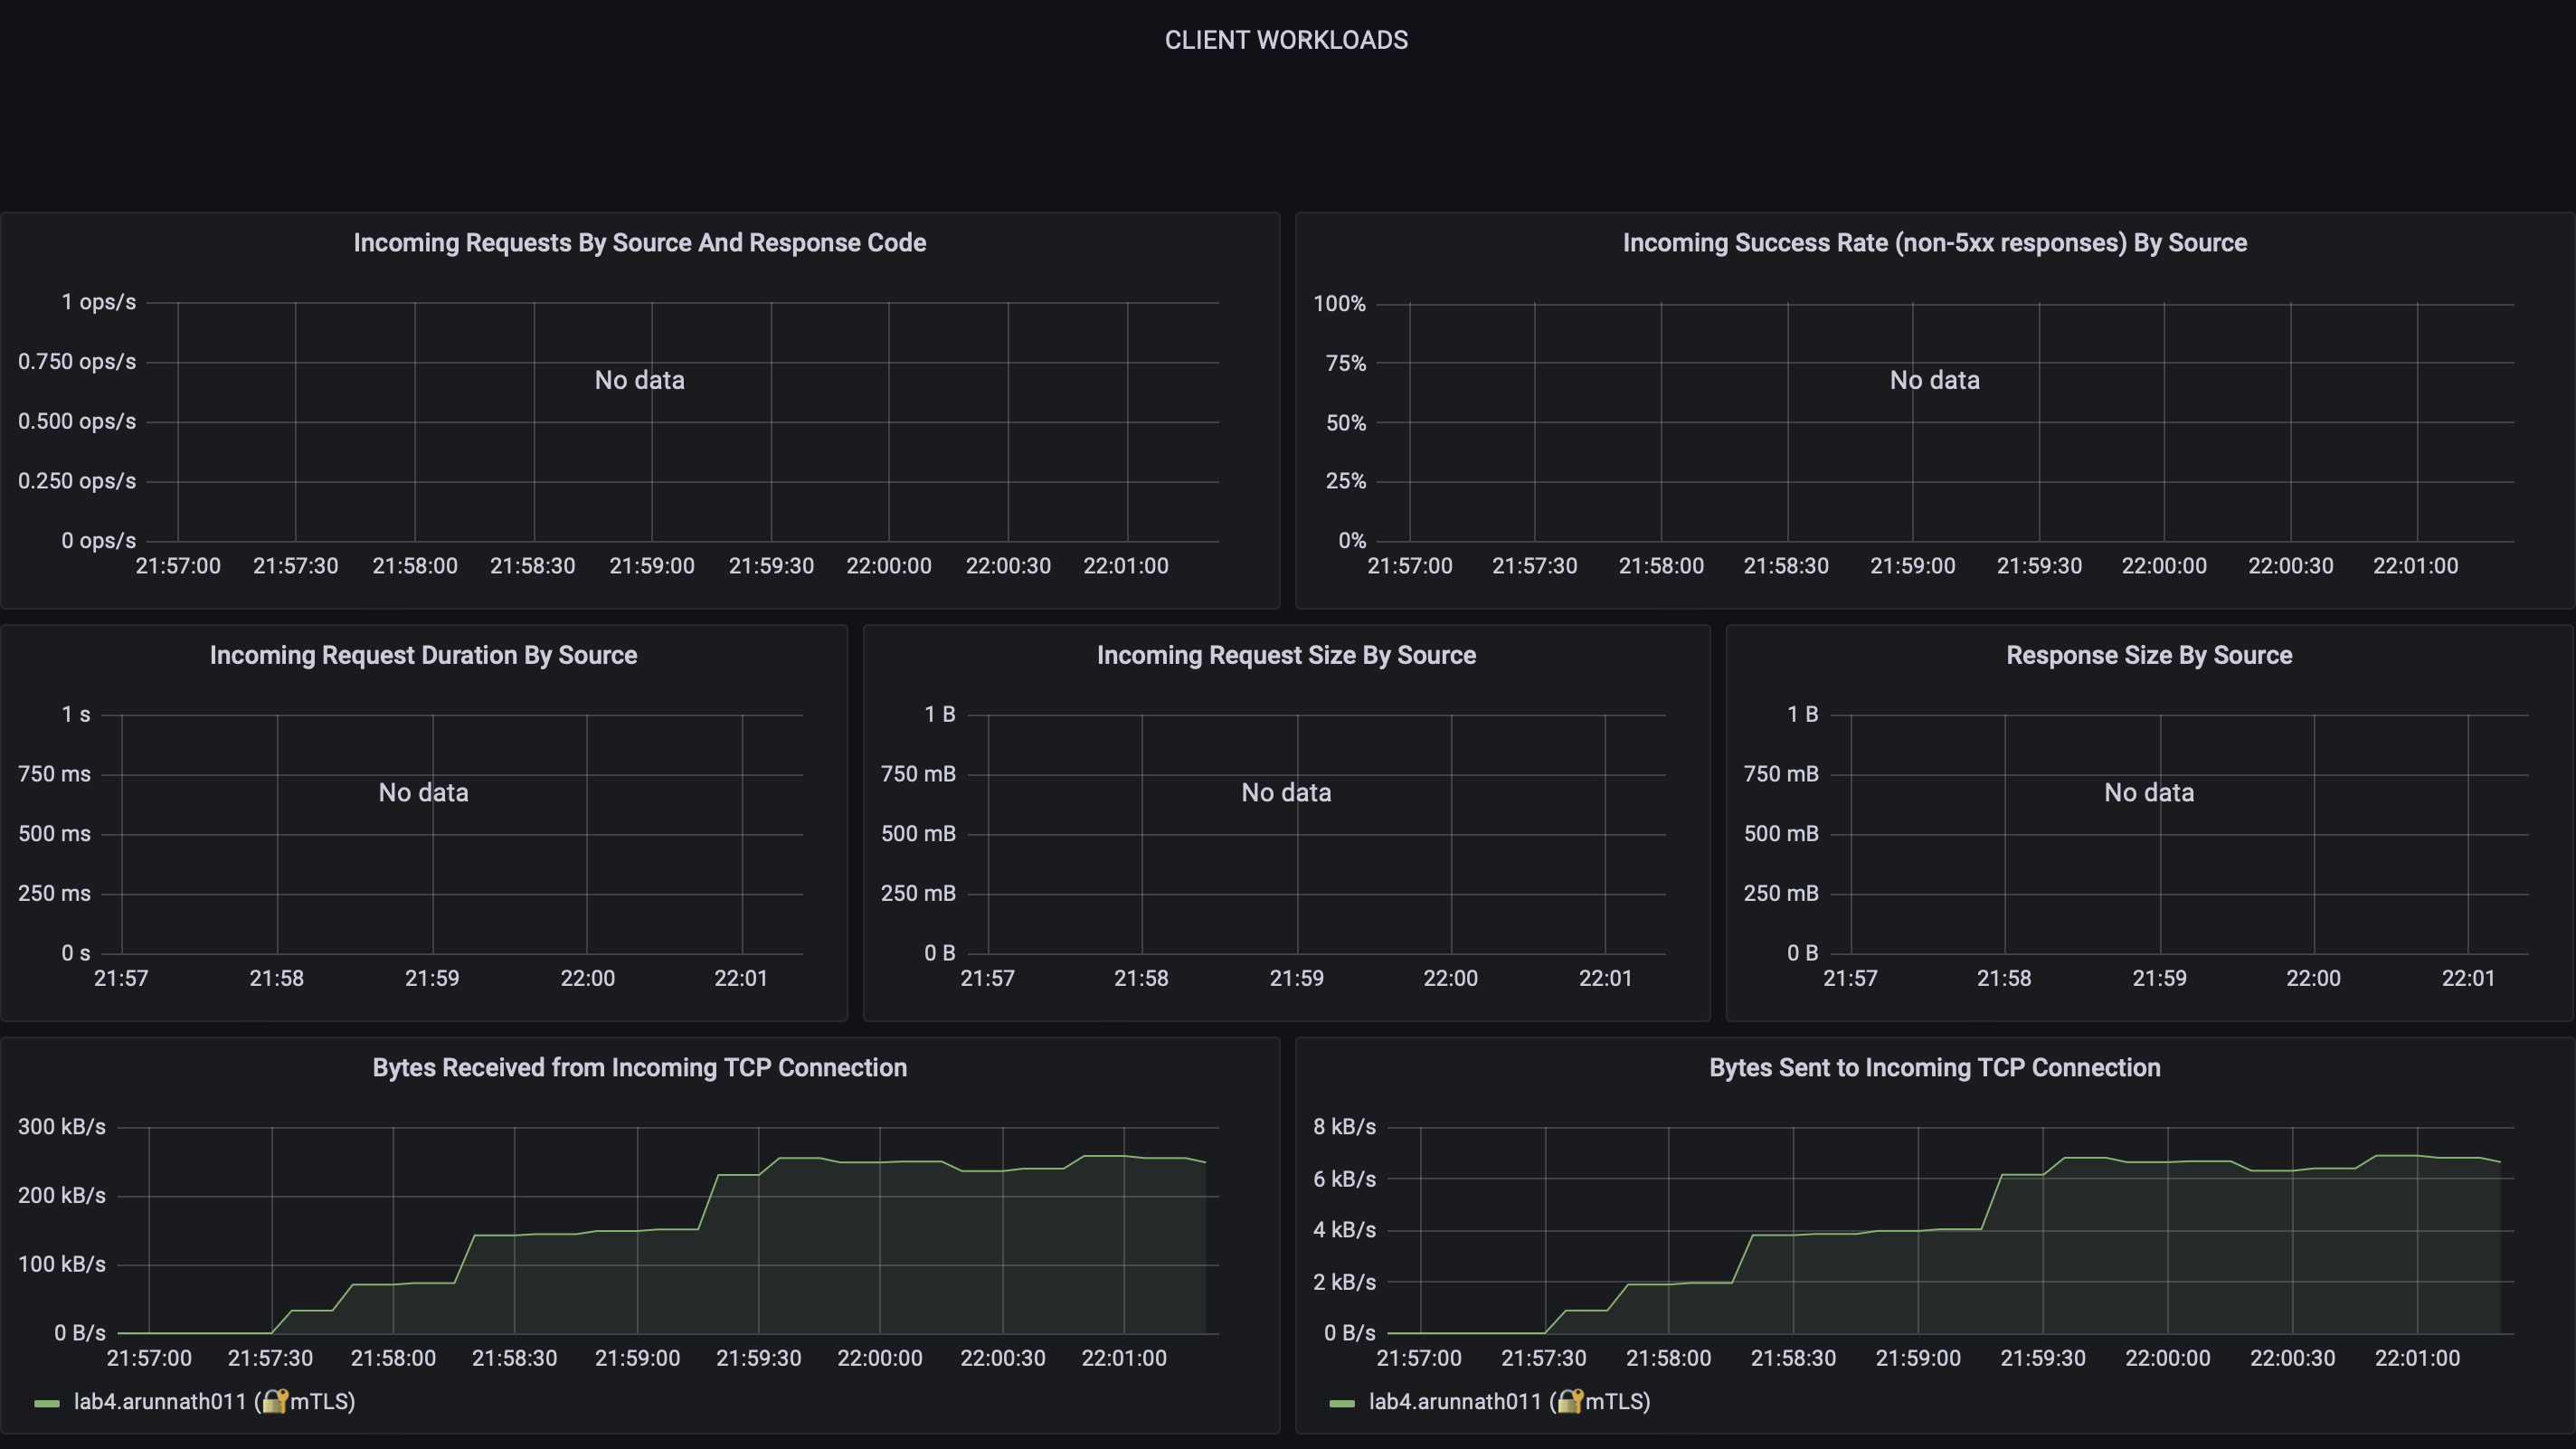 CLIENT WORKLOADS
Incoming Requests By Source And Response Code
1 ops/s
0.750 ops/s
No data
0.500 ops/s
0.250 ops/s
0 ops/s
21:57:00 21:57:30 21:58:00 21:58:30 21:59:00 21:59:30 22:00:00 22:00:30 22:01:00
Incoming Success Rate (non-5xx responses) By Source
100%
75%
No data
50%
25%
0%
21:57:00 21:57:30 21:58:00 21:58:30 21:59:00 21:59:30 22:00:00 22:00:30 22:01:00
Incoming Request Duration By Source
1 s
750 ms
No data
500 ms
250 ms
0 s
21:57 21:58 21:59 22:00 22:01
Incoming Request Size By Source
1 B
750 mB
No data
500 mB
250 mB
0 B
21:57 21:58 21:59 22:00 22:01
Response Size By Source
1 B
750 mB
No data
500 mB
250 mB
0 B
21:57 21:58 21:59 22:00 22:01
Bytes Received from Incoming TCP Connection
300 kB/s
200 kB/s
100 kB/s
0 B/s
21:57:00 21:57:30 21:58:00 21:58:30 21:59:00 21:59:30 22:00:00 22:00:30 22:01:00
lab4.arunnath011 (🔐mTLS)
Bytes Sent to Incoming TCP Connection
8 kB/s
6 kB/s
4 kB/s
2 kB/s
0 B/s
21:57:00 21:57:30 21:58:00 21:58:30 21:59:00 21:59:30 22:00:00 22:00:30 22:01:00
lab4.arunnath011 (🔐mTLS)